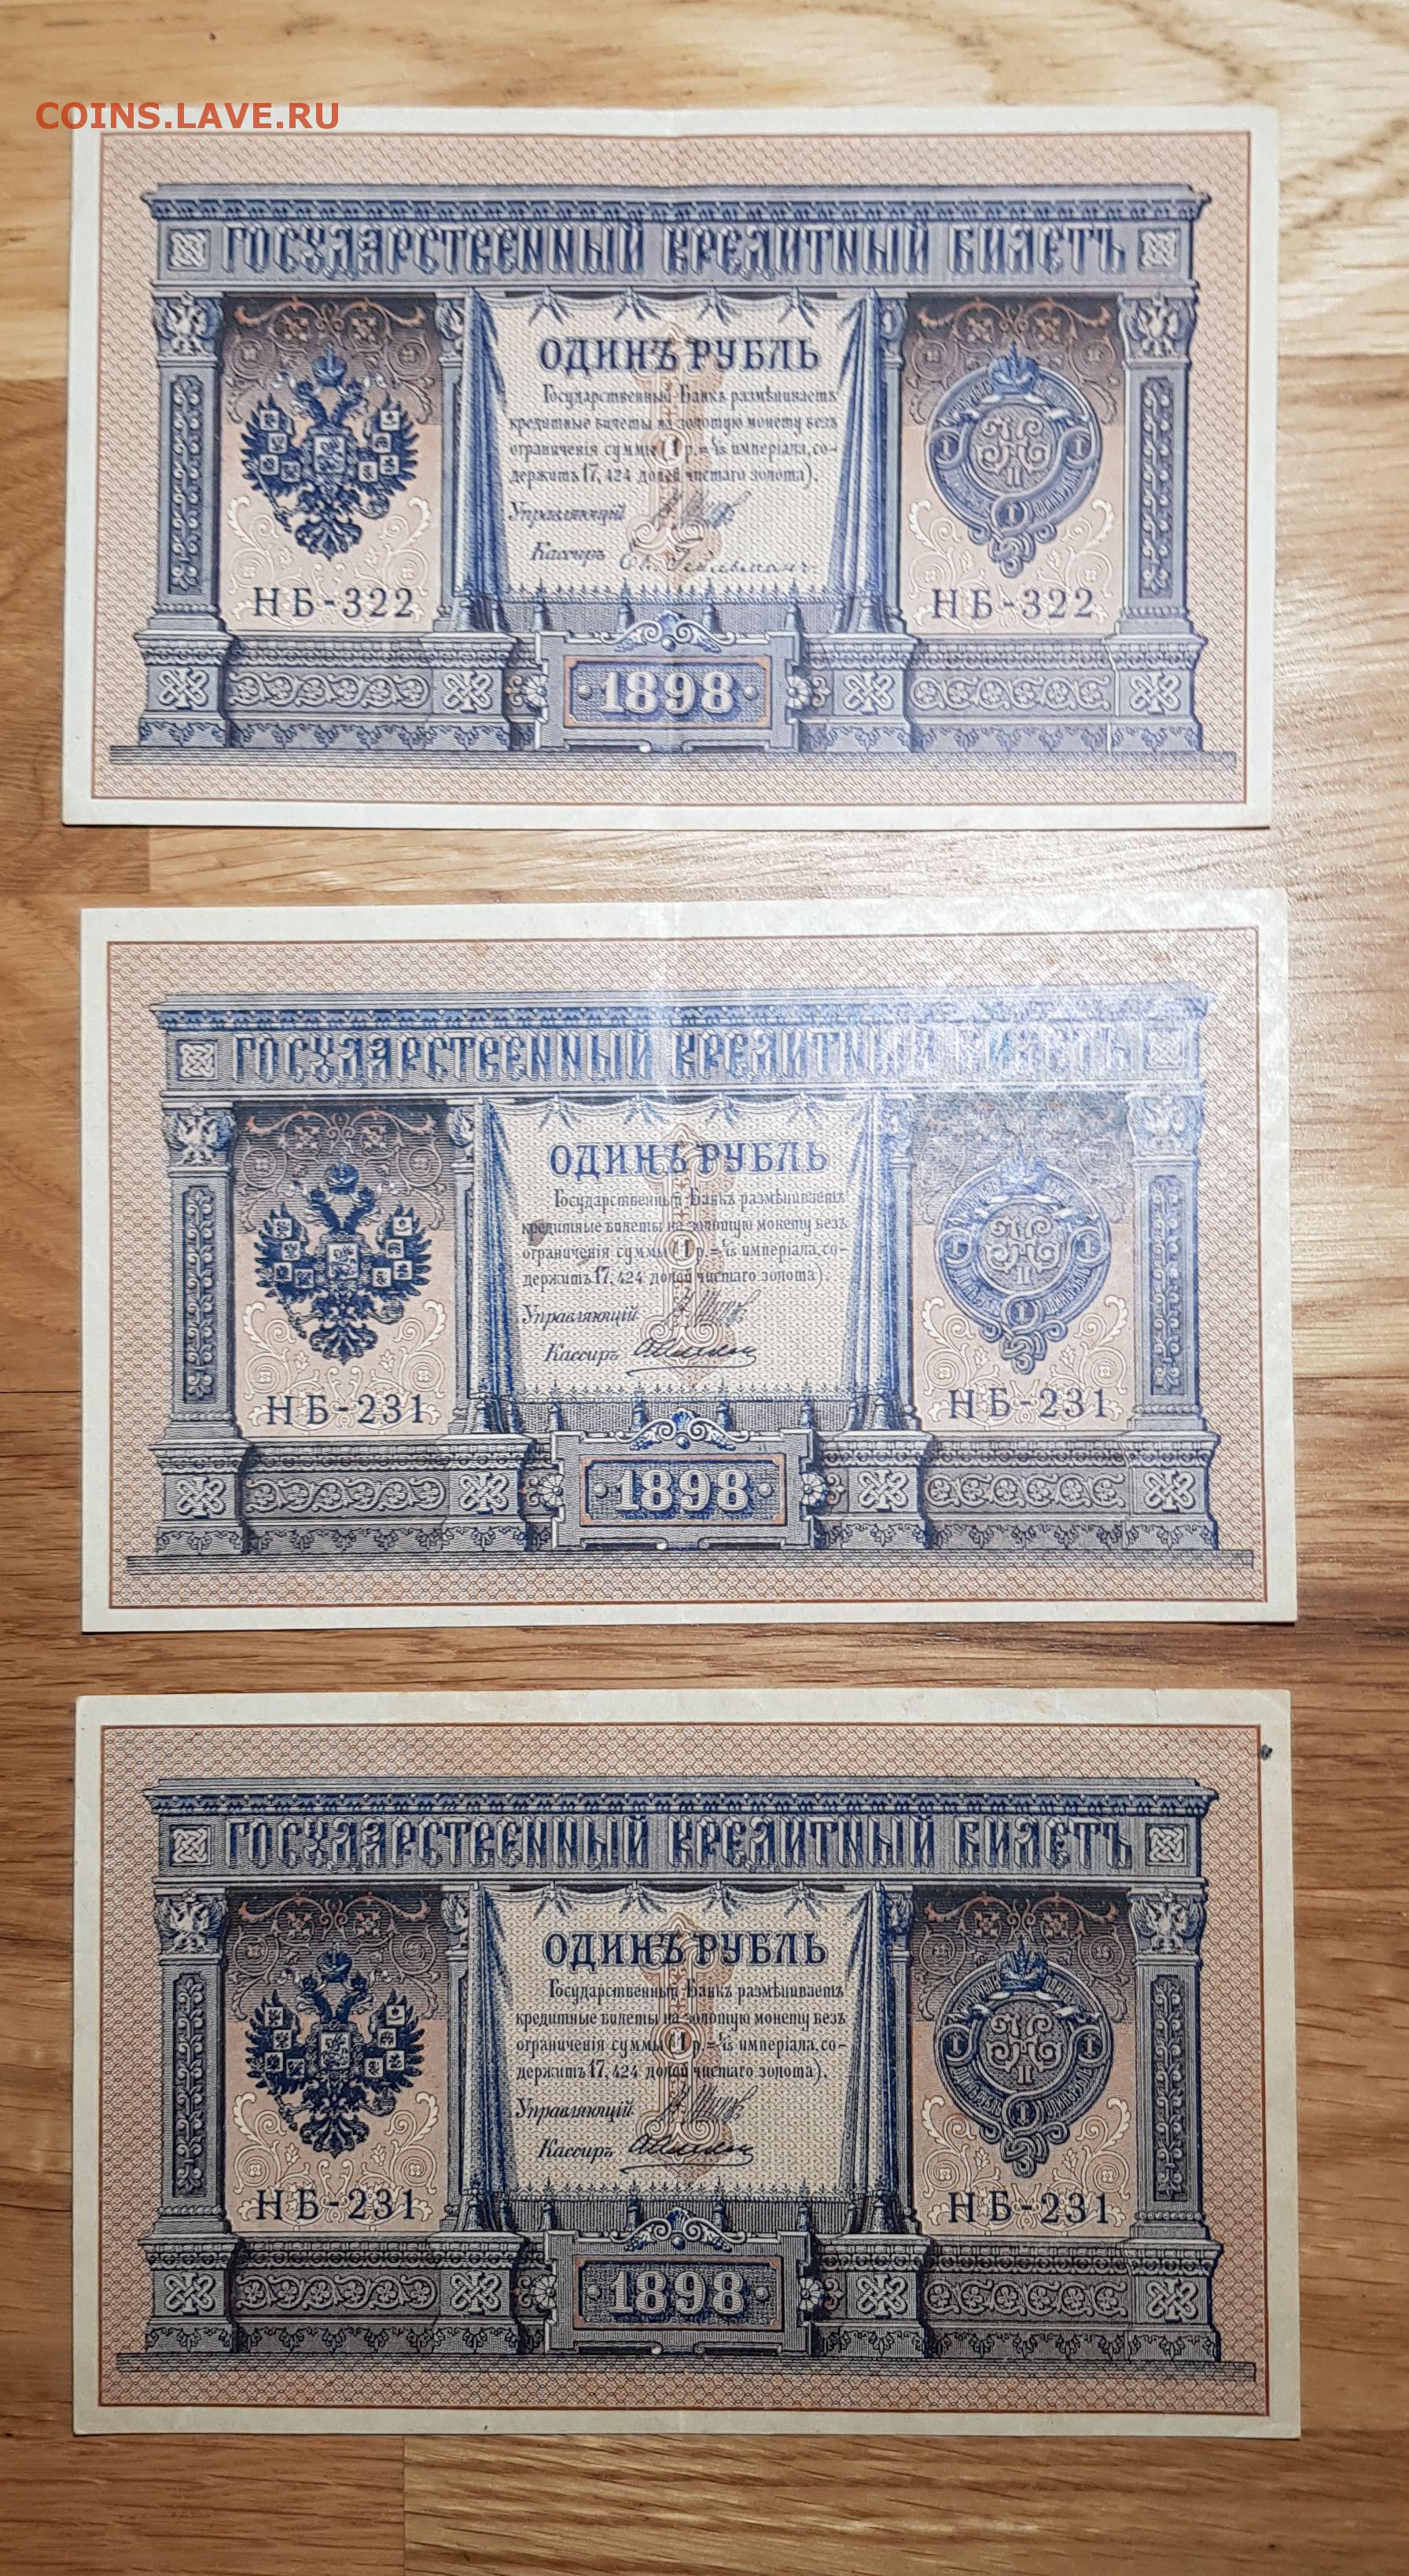 COINS.LAVE.RU
ГОСУДАРСТВЕННЫЙ КРЕДИТНЫЙ БИЛЕТЪ
ОДИНЪ РУБЛЬ
Государственный Банкъ размѣниваетъ
кредитные билеты на золотую монету безъ
ограниченія суммы (1 р.=1/15 имперіала, со-
держитъ 17,424 долей чистаго золота).
Управляющій
Кассиръ
НБ-322 НБ-322
·1898·
ГОСУДАРСТВЕННЫЙ КРЕДИТНЫЙ БИЛЕТЪ
ОДИНЪ РУБЛЬ
Государственный Банкъ размѣниваетъ
кредитные билеты на золотую монету безъ
ограниченія суммы (1 р.=1/15 имперіала, со-
держитъ 17,424 долей чистаго золота).
Управляющій
Кассиръ
НБ-231 НБ-231
·1898·
ГОСУДАРСТВЕННЫЙ КРЕДИТНЫЙ БИЛЕТЪ
ОДИНЪ РУБЛЬ
Государственный Банкъ размѣниваетъ
кредитные билеты на золотую монету безъ
ограниченія суммы (1 р.=1/15 имперіала, со-
держитъ 17,424 долей чистаго золота).
Управляющій
Кассиръ
НБ-231 НБ-231
·1898·